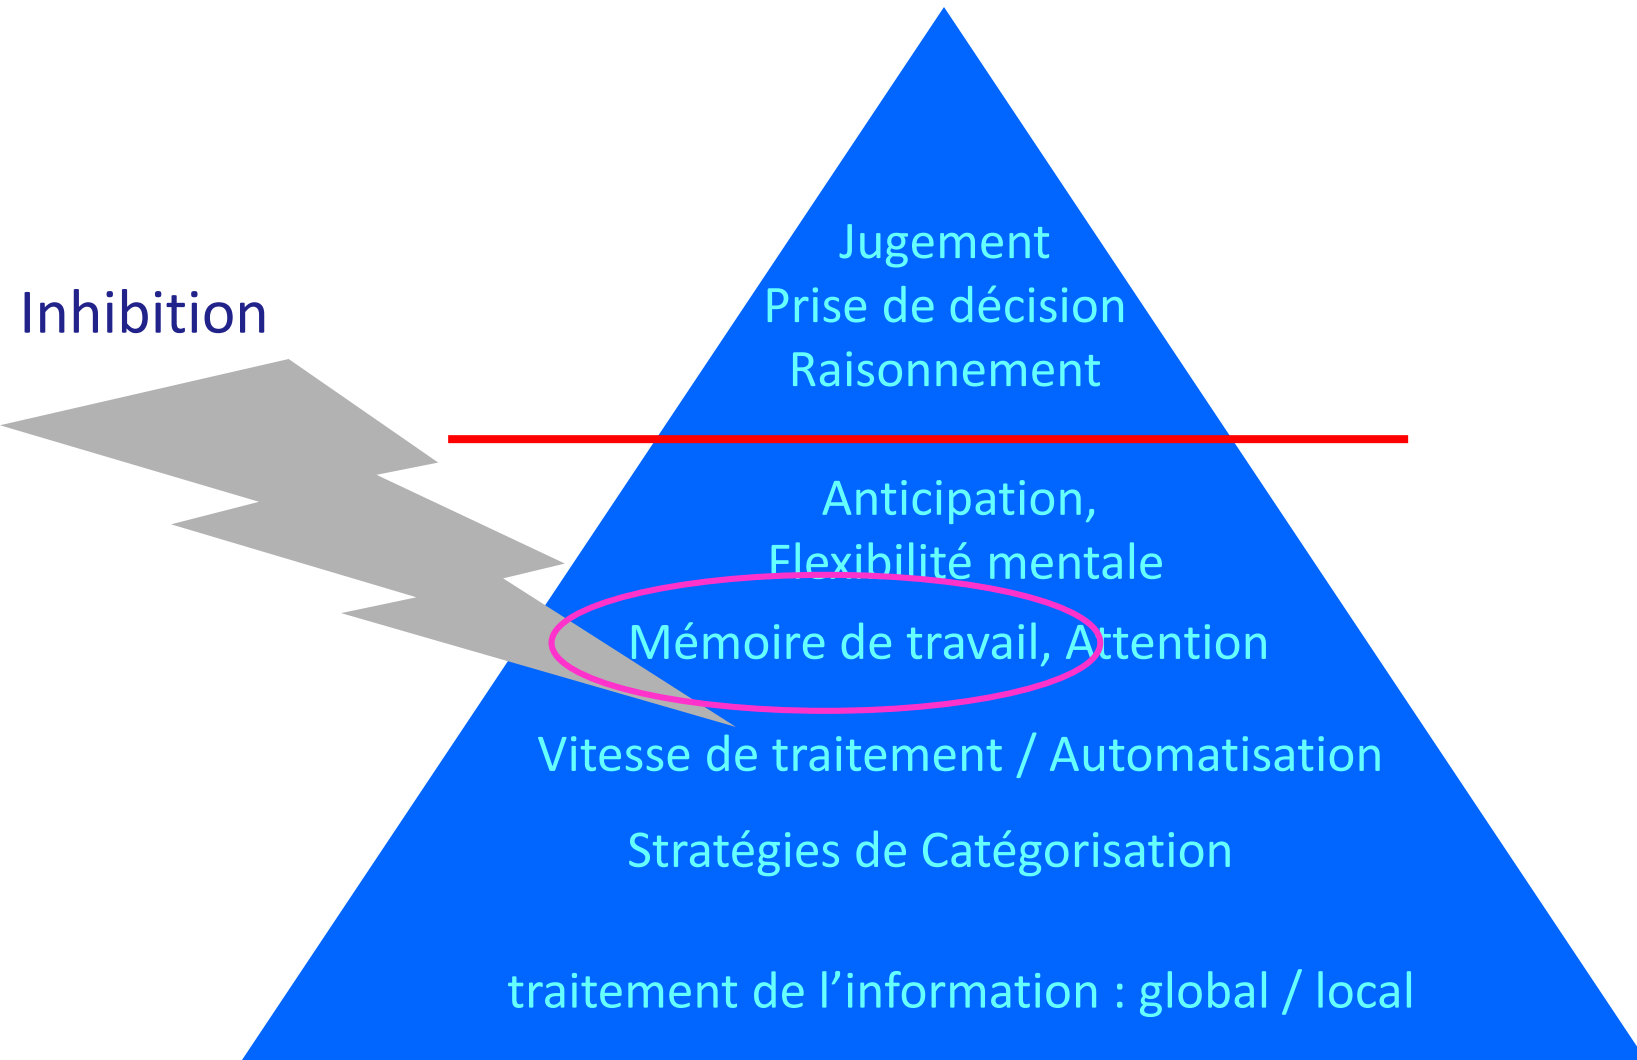 Jugement
Inhibition
Prise de décision
Raisonnement
Anticipation,
Flexibilité mentale
Mémoire de travail, Attention
Vitesse de traitement / Automatisation
Stratégies de Catégorisation
traitement de l’information : global / local